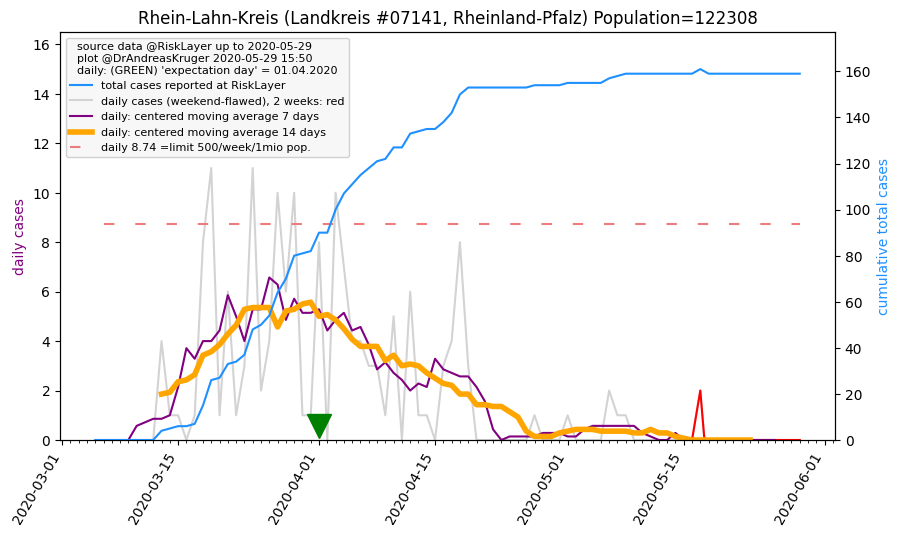 Rhein-Lahn-Kreis (Landkreis #07141, Rheinland-Pfalz) Population=122308
source data @RiskLayer up to 2020-05-29
plot @DrAndreasKruger 2020-05-29 15:50
daily: (GREEN) 'expectation day' = 01.04.2020
total cases reported at RiskLayer
daily cases (weekend-flawed), 2 weeks: red
daily: centered moving average 7 days
daily: centered moving average 14 days
daily 8.74 =limit 500/week/1mio pop.
daily cases
16
14
12
10
8
6
4
2
0
160
140
120
100
80
60
40
20
0
cumulative total cases
2020-03-01
2020-03-15
2020-04-01
2020-04-15
2020-05-01
2020-05-15
2020-06-01